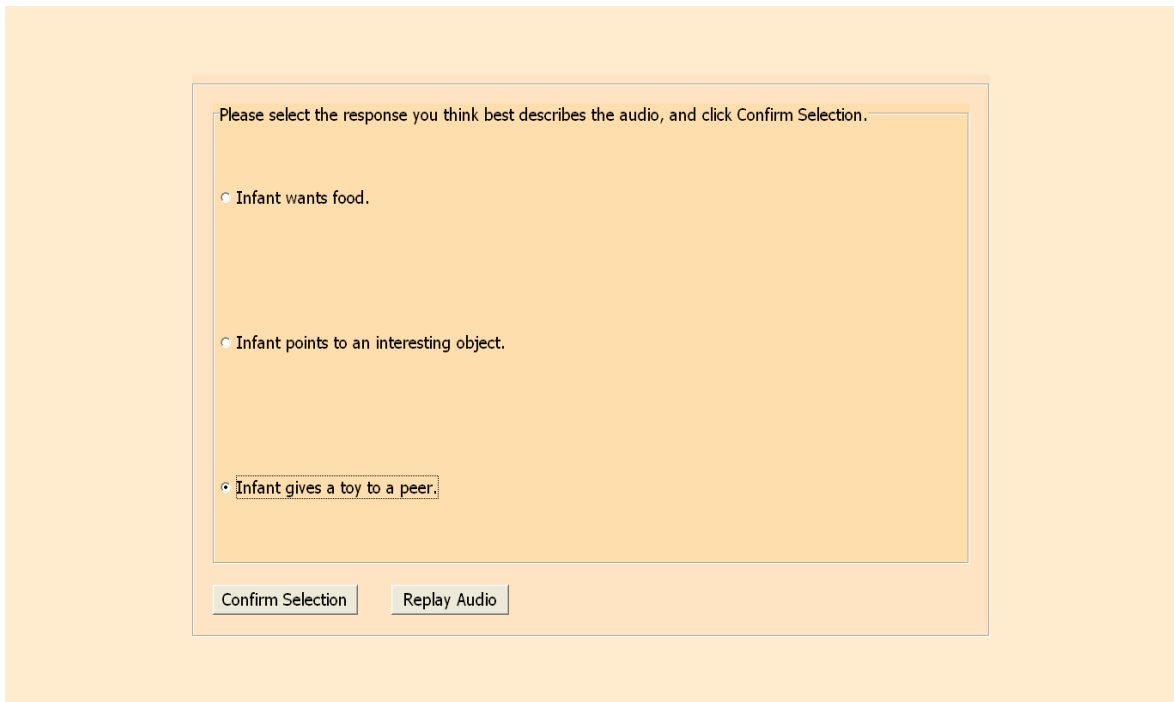 Please select the response you think best describes the audio, and click Confirm Selection.
Infant wants food.
Infant points to an interesting object.
Infant gives a toy to a peer.
Confirm Selection
Replay Audio